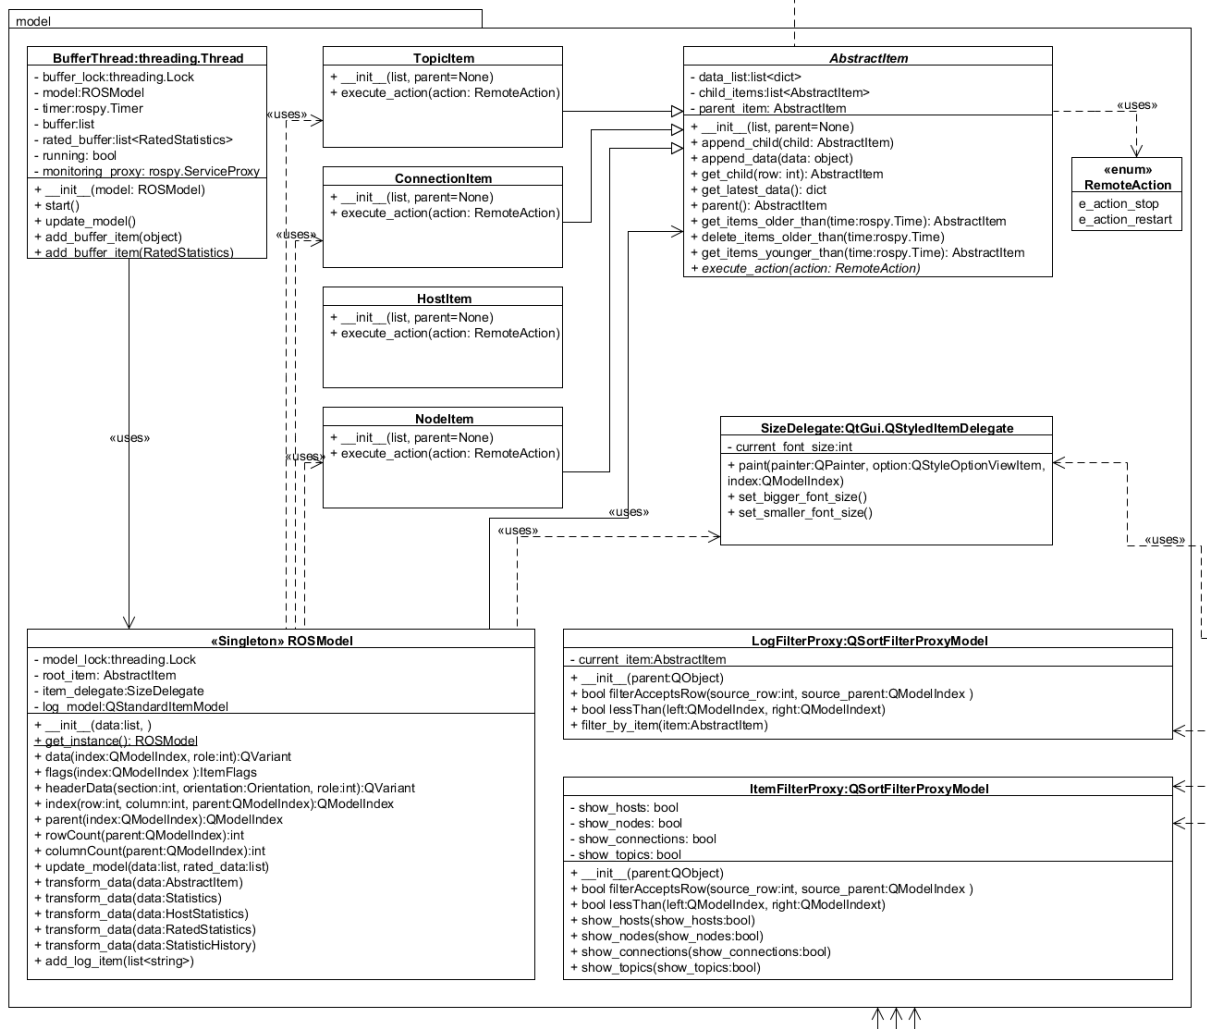 model
BufferThread:threading.Thread
- buffer_lock:threading.Lock
- model:ROSModel
- timer:rospy.Timer
- buffer:list
- rated_buffer:list<RatedStatistics>
- running: bool
- monitoring_proxy: rospy.ServiceProxy
+ __init__(model: ROSModel)
+ start()
+ update_model()
+ add_buffer_item(object)
+ add_buffer_item(RatedStatistics)
«uses»
TopicItem
+ __init__(list, parent=None)
+ execute_action(action: RemoteAction)
ConnectionItem
+ __init__(list, parent=None)
+ execute_action(action: RemoteAction)
«uses»
HostItem
+ __init__(list, parent=None)
+ execute_action(action: RemoteAction)
NodeItem
+ __init__(list, parent=None)
+ execute_action(action: RemoteAction)
«uses»
«uses»
AbstractItem
- data_list:list<dict>
- child_items:list<AbstractItem>
- parent_item: AbstractItem
+ __init__(list, parent=None)
+ append_child(child: AbstractItem)
+ append_data(data: object)
+ get_child(row: int): AbstractItem
+ get_latest_data(): dict
+ parent(): AbstractItem
+ get_items_older_than(time:rospy.Time): AbstractItem
+ delete_items_older_than(time:rospy.Time)
+ get_items_younger_than(time:rospy.Time): AbstractItem
+ execute_action(action: RemoteAction)
«uses»
«enum»
RemoteAction
e_action_stop
e_action_restart
SizeDelegate:QtGui.QStyledItemDelegate
- current_font_size:int
+ paint(painter:QPainter, option:QStyleOptionViewItem,
index:QModelIndex)
+ set_bigger_font_size()
+ set_smaller_font_size()
«uses»
«uses»
«uses»
«Singleton» ROSModel
- model_lock:threading.Lock
- root_item: AbstractItem
- item_delegate:SizeDelegate
- log_model:QStandardItemModel
+ __init__(data:list, )
+ get_instance(): ROSModel
+ data(index:QModelIndex, role:int):QVariant
+ flags(index:QModelIndex ):ItemFlags
+ headerData(section:int, orientation:Orientation, role:int):QVariant
+ index(row:int, column:int, parent:QModelIndex):QModelIndex
+ parent(index:QModelIndex):QModelIndex
+ rowCount(parent:QModelIndex):int
+ columnCount(parent:QModelIndex):int
+ update_model(data:list, rated_data:list)
+ transform_data(data:AbstractItem)
+ transform_data(data:Statistics)
+ transform_data(data:HostStatistics)
+ transform_data(data:RatedStatistics)
+ transform_data(data:StatisticHistory)
+ add_log_item(list<string>)
LogFilterProxy:QSortFilterProxyModel
- current_item:AbstractItem
+ __init__(parent:QObject)
+ bool filterAcceptsRow(source_row:int, source_parent:QModelIndex )
+ bool lessThan(left:QModelIndex, right:QModelIndext)
+ filter_by_item(item:AbstractItem)
ItemFilterProxy:QSortFilterProxyModel
- show_hosts: bool
- show_nodes: bool
- show_connections: bool
- show_topics: bool
+ __init__(parent:QObject)
+ bool filterAcceptsRow(source_row:int, source_parent:QModelIndex )
+ bool lessThan(left:QModelIndex, right:QModelIndext)
+ show_hosts(show_hosts:bool)
+ show_nodes(show_nodes:bool)
+ show_connections(show_connections:bool)
+ show_topics(show_topics:bool)